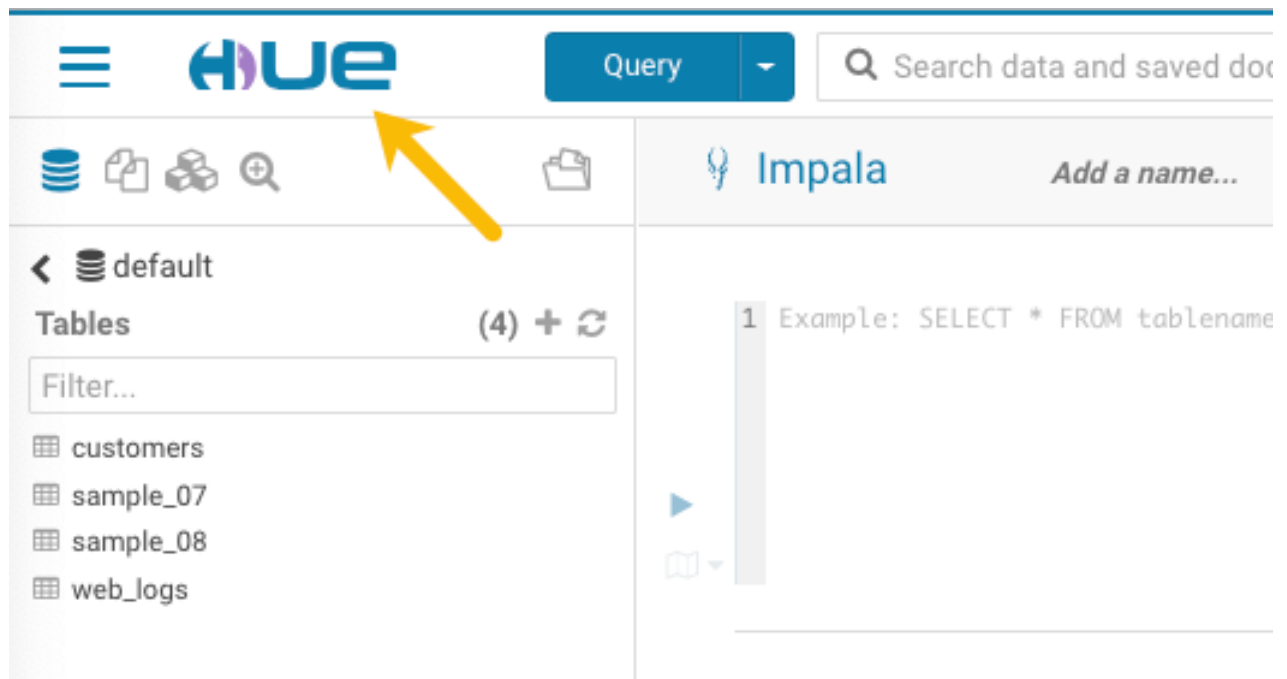 HUE
Query
Search data and saved doc
Impala
Add a name...
default
Tables (4)
Filter...
1 Example: SELECT * FROM tablename
customers
sample_07
sample_08
web_logs